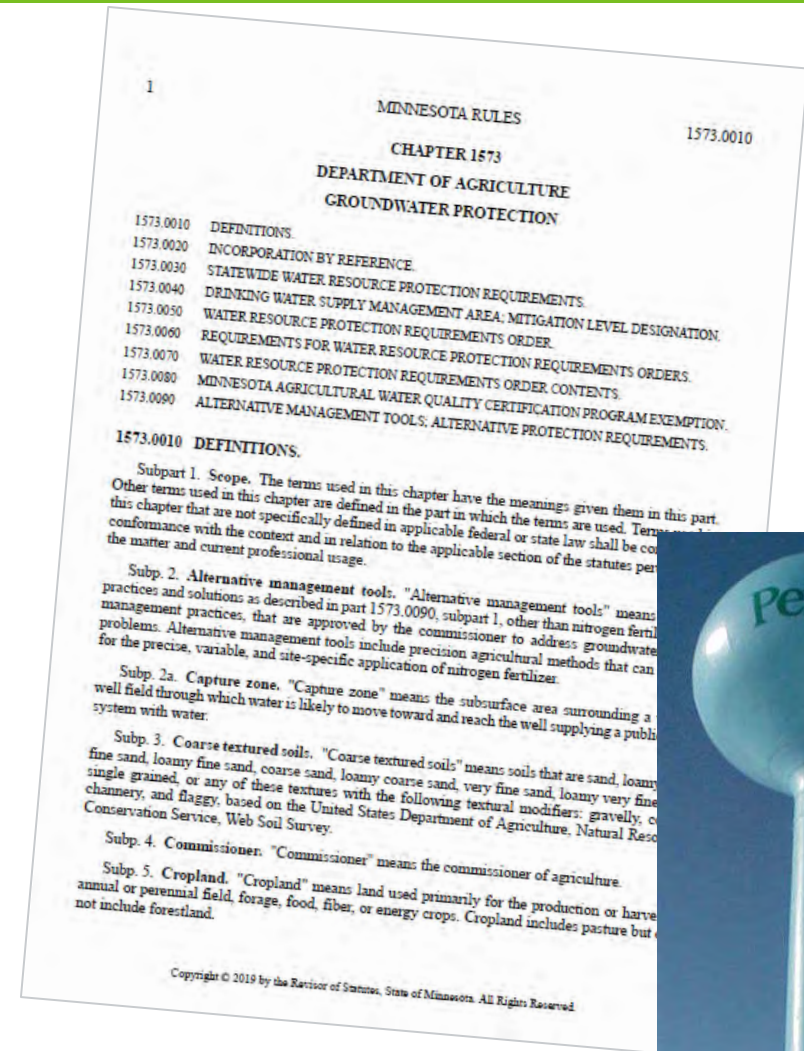 1
MINNESOTA RULES
1573.0010
CHAPTER 1573
DEPARTMENT OF AGRICULTURE
GROUNDWATER PROTECTION
1573.0010 DEFINITIONS.
1573.0020 INCORPORATION BY REFERENCE.
1573.0030 STATEWIDE WATER RESOURCE PROTECTION REQUIREMENTS.
1573.0040 DRINKING WATER SUPPLY MANAGEMENT AREA; MITIGATION LEVEL DESIGNATION.
1573.0050 WATER RESOURCE PROTECTION REQUIREMENTS ORDER.
1573.0060 REQUIREMENTS FOR WATER RESOURCE PROTECTION REQUIREMENTS ORDERS.
1573.0070 WATER RESOURCE PROTECTION REQUIREMENTS ORDER CONTENTS.
1573.0080 MINNESOTA AGRICULTURAL WATER QUALITY CERTIFICATION PROGRAM EXEMPTION.
1573.0090 ALTERNATIVE MANAGEMENT TOOLS; ALTERNATIVE PROTECTION REQUIREMENTS.
1573.0010 DEFINITIONS.
Subpart 1. Scope. The terms used in this chapter have the meanings given them in this part.
Other terms used in this chapter are defined in the part in which the terms are used. Terms
this chapter that are not specifically defined in applicable federal or state law shall be
conformance with the context and in relation to the applicable section of the statutes
the matter and current professional usage.
Subp. 2. Alternative management tools. "Alternative management tools" means
practices and solutions as described in part 1573.0090, subpart 1, other than nitrogen
management practices, that are approved by the commissioner to address
problems. Alternative management tools include precision agricultural methods that can
for the precise, variable, and site-specific application of nitrogen fertilizer.
Subp. 2a. Capture zone. "Capture zone" means the subsurface area surrounding a
well field through which water is likely to move toward and reach the well supplying a
system with water.
Subp. 3. Coarse textured soils. "Coarse textured soils" means soils that are sand, loamy
fine sand, loamy fine sand, coarse sand, loamy coarse sand, very fine sand, loamy very fine
single grained, or any of these textures with the following textural modifiers: gravelly,
channery, and flaggy, based on the United States Department of Agriculture, Natural
Conservation Service, Web Soil Survey.
Subp. 4. Commissioner. "Commissioner" means the commissioner of agriculture.
Subp. 5. Cropland. "Cropland" means land used primarily for the production or
annual or perennial field, forage, food, fiber, or energy crops. Cropland includes pasture but
not include forestland.
Copyright © 2019 by the Revisor of Statutes, State of Minnesota. All Rights Reserved.
Pe